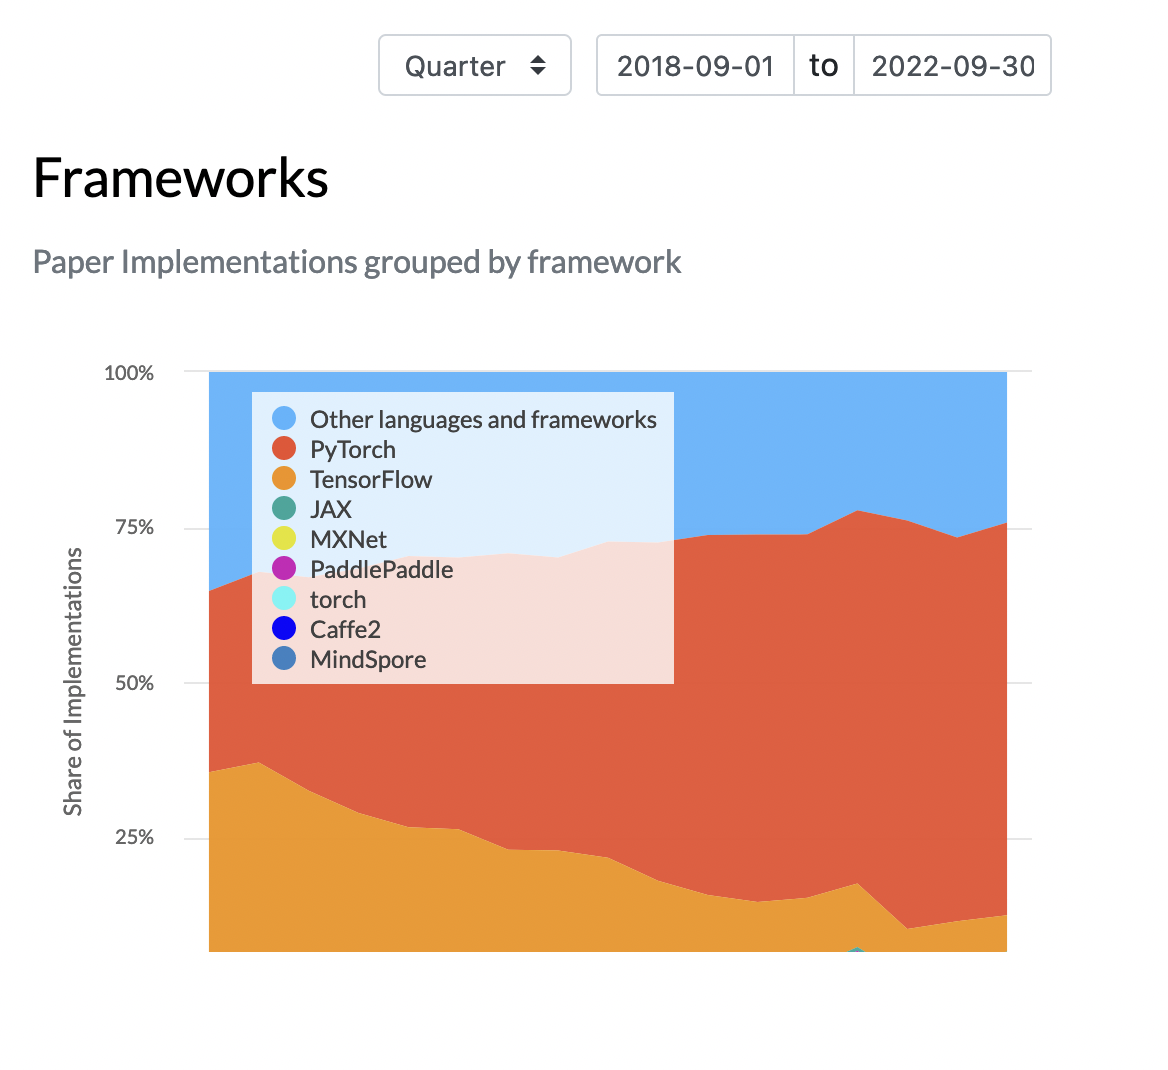 Quarter 2018-09-01 to 2022-09-30
Frameworks
Paper Implementations grouped by framework
100%
75%
50%
25%
Share of Implementations
Other languages and frameworks
PyTorch
TensorFlow
JAX
MXNet
PaddlePaddle
torch
Caffe2
MindSpore